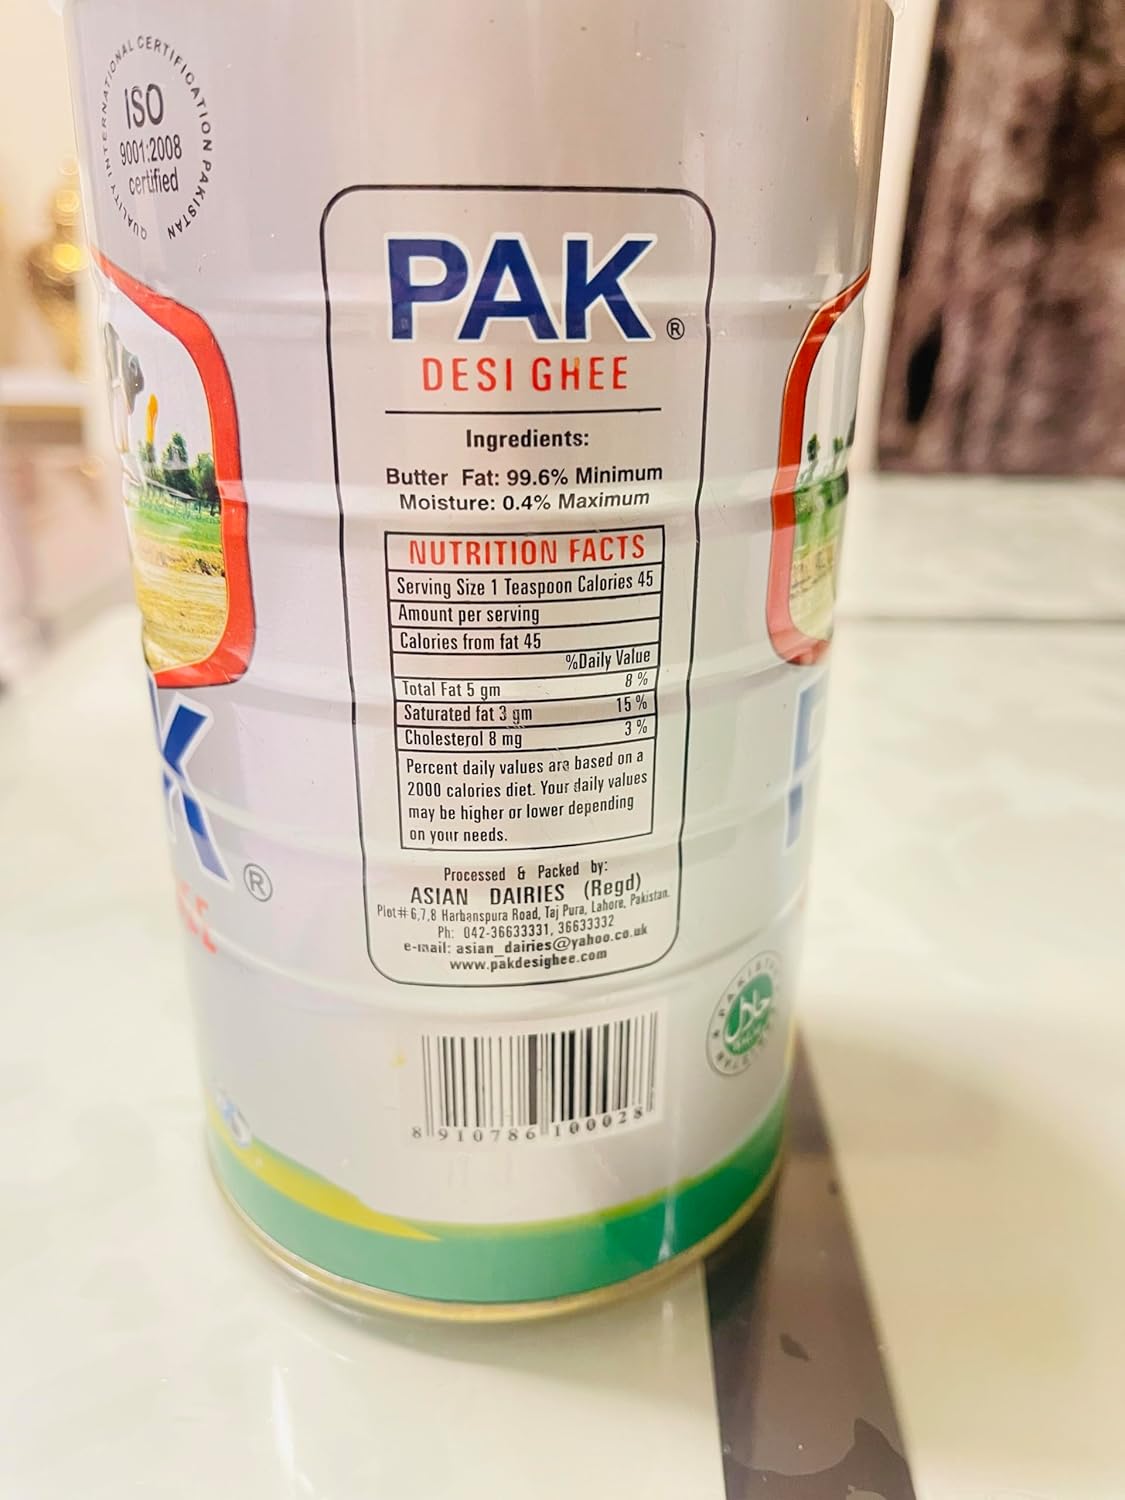 QUALITY INTERNATIONAL CERTIFICATION PAKISTAN
ISO
9001:2008
certified
PAK ®
DESI GHEE
Ingredients:
Butter Fat: 99.6% Minimum
Moisture: 0.4% Maximum
NUTRITION FACTS
Serving Size 1 Teaspoon Calories 45
Amount per serving
Calories from fat 45
%Daily Value
Total Fat 5 gm 8 %
Saturated fat 3 gm 15 %
Cholesterol 8 mg 3 %
Percent daily values are based on a
2000 calories diet. Your daily values
may be higher or lower depending
on your needs.
Processed & Packed by:
ASIAN DAIRIES (Regd)
Plot# 6,7,8 Harbanspura Road, Taj Pura, Lahore, Pakistan.
Ph: 042-36633331, 36633332
e-mail: asian_dairies@yahoo.co.uk
www.pakdesighee.com
K ®
8 910786 100028
حلال